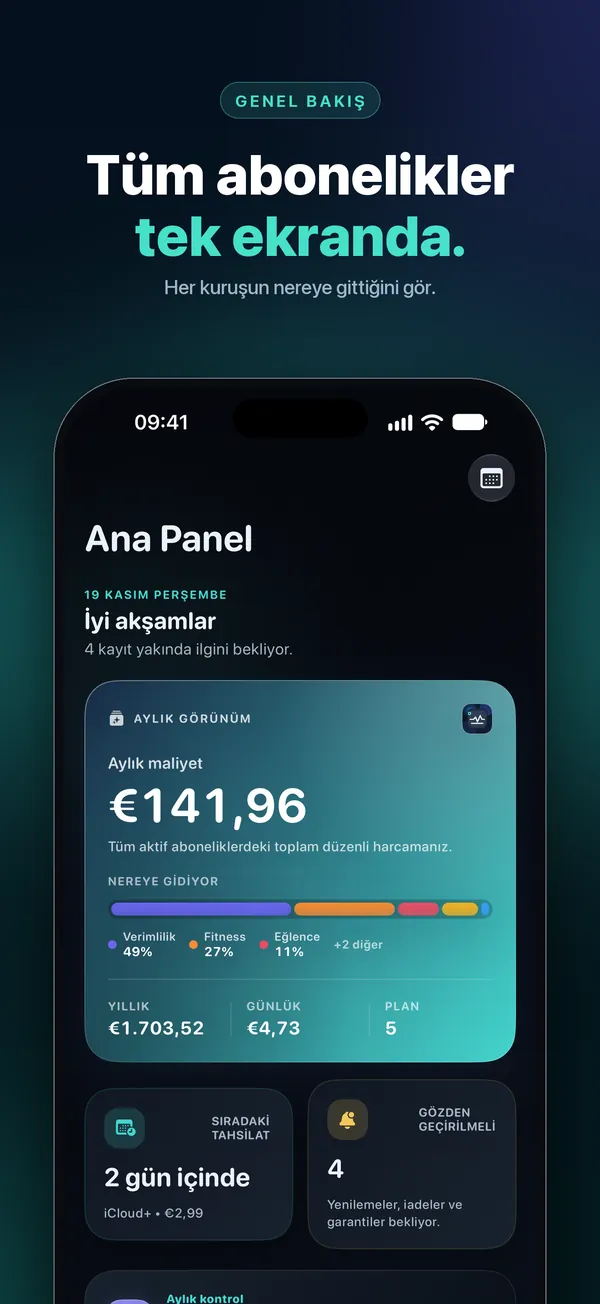 GENEL BAKIŞ
Tüm abonelikler
tek ekranda.
Her kuruşun nereye gittiğini gör.
09:41
Ana Panel
19 KASIM PERŞEMBE
İyi akşamlar
4 kayıt yakında ilgini bekliyor.
AYLIK GÖRÜNÜM
Aylık maliyet
€141,96
Tüm aktif aboneliklerdeki toplam düzenli harcamanız.
NEREYE GİDİYOR
Verimlilik
49%
Fitness
27%
Eğlence
11%
+2 diğer
YILLIK
€1.703,52
GÜNLÜK
€4,73
PLAN
5
SIRADAKİ
TAHSİLAT
2 gün içinde
iCloud+ • €2,99
GÖZDEN
GEÇİRİLMELİ
4
Yenilemeler, iadeler ve
garantiler bekliyor.
Aylık kontrol